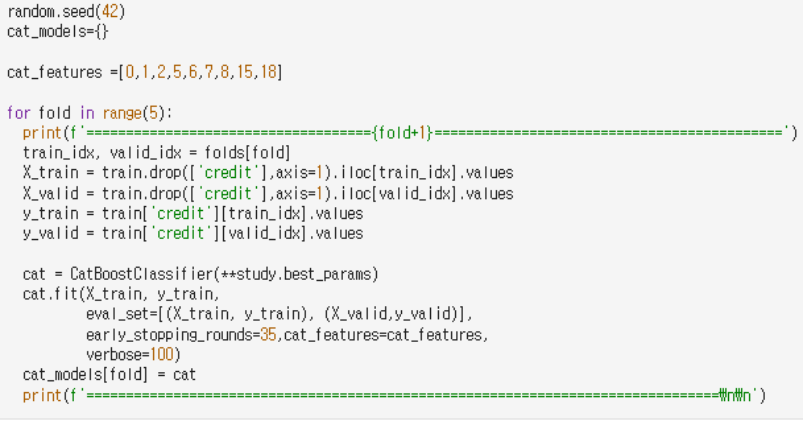 random.seed(42)
cat_models={}
cat_features =[0,1,2,5,6,7,8,15,18]
for fold in range(5):
  print(f'===================================={fold+1}============================================')
  train_idx, valid_idx = folds[fold]
  X_train = train.drop(['credit'],axis=1).iloc[train_idx].values
  X_valid = train.drop(['credit'],axis=1).iloc[valid_idx].values
  y_train = train['credit'][train_idx].values
  y_valid = train['credit'][valid_idx].values
  cat = CatBoostClassifier(**study.best_params)
  cat.fit(X_train, y_train,
          eval_set=[(X_train, y_train), (X_valid,y_valid)],
          early_stopping_rounds=35,cat_features=cat_features,
          verbose=100)
  cat_models[fold] = cat
  print(f'================================================================================₩n₩n')